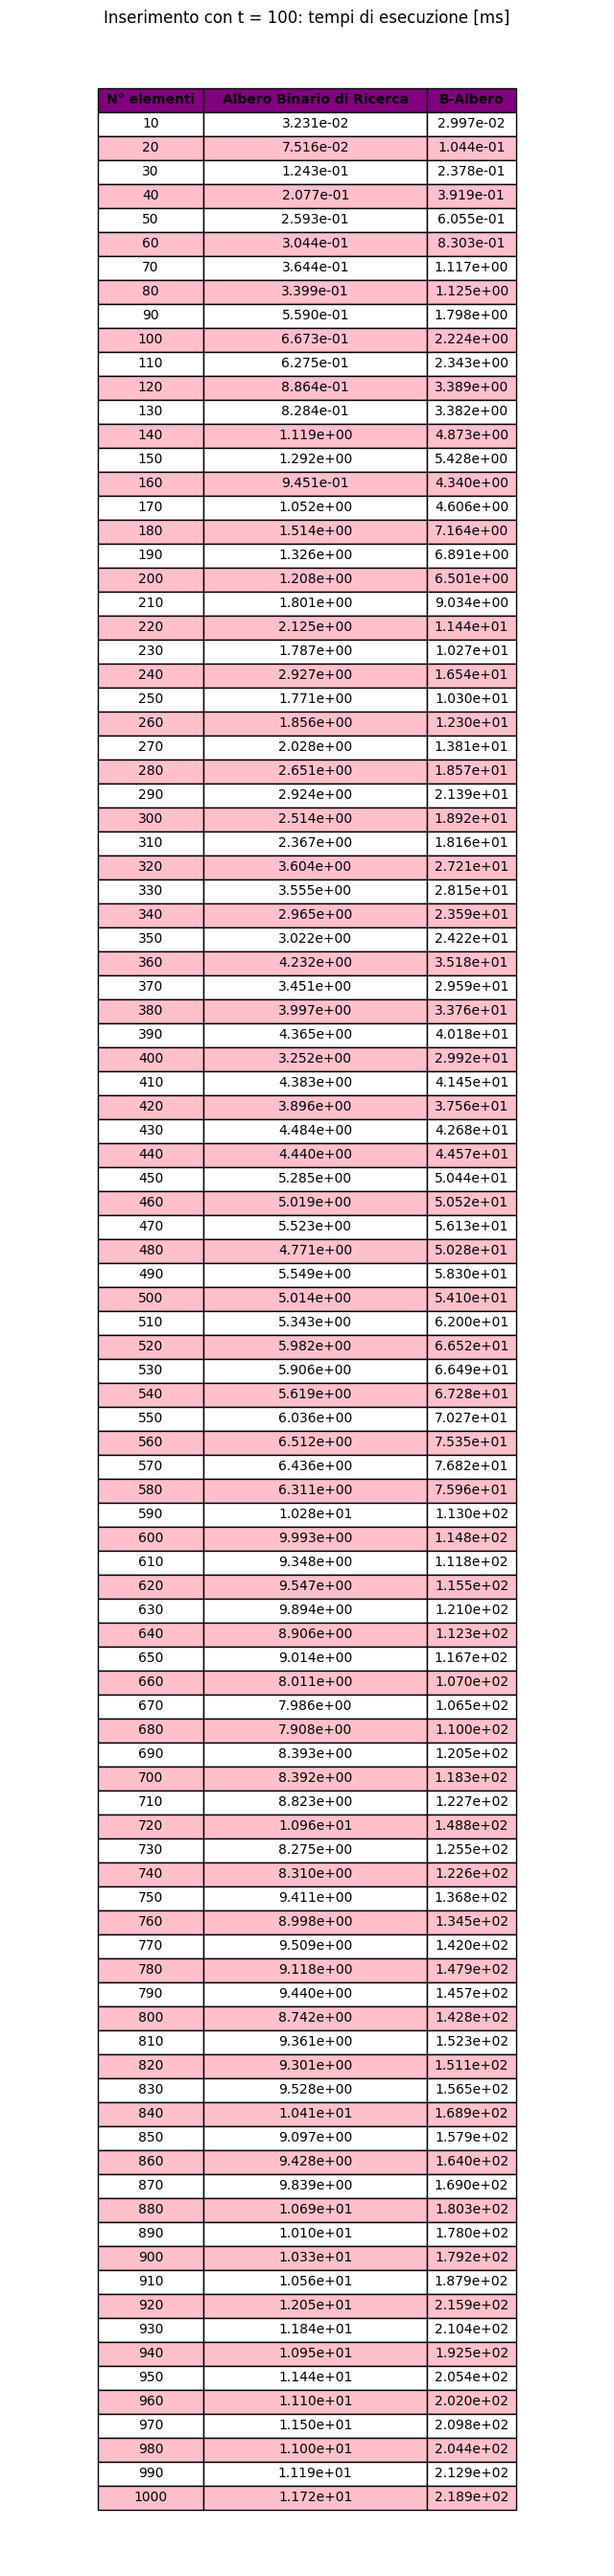 Inserimento con t = 100: tempi di esecuzione [ms]
N° elementi Albero Binario di Ricerca B-Albero
10 3.231e-02 2.997e-02
20 7.516e-02 1.044e-01
30 1.243e-01 2.378e-01
40 2.077e-01 3.919e-01
50 2.593e-01 6.055e-01
60 3.044e-01 8.303e-01
70 3.644e-01 1.117e+00
80 3.399e-01 1.125e+00
90 5.590e-01 1.798e+00
100 6.673e-01 2.224e+00
110 6.275e-01 2.343e+00
120 8.864e-01 3.389e+00
130 8.284e-01 3.382e+00
140 1.119e+00 4.873e+00
150 1.292e+00 5.428e+00
160 9.451e-01 4.340e+00
170 1.052e+00 4.606e+00
180 1.514e+00 7.164e+00
190 1.326e+00 6.891e+00
200 1.208e+00 6.501e+00
210 1.801e+00 9.034e+00
220 2.125e+00 1.144e+01
230 1.787e+00 1.027e+01
240 2.927e+00 1.654e+01
250 1.771e+00 1.030e+01
260 1.856e+00 1.230e+01
270 2.028e+00 1.381e+01
280 2.651e+00 1.857e+01
290 2.924e+00 2.139e+01
300 2.514e+00 1.892e+01
310 2.367e+00 1.816e+01
320 3.604e+00 2.721e+01
330 3.555e+00 2.815e+01
340 2.965e+00 2.359e+01
350 3.022e+00 2.422e+01
360 4.232e+00 3.518e+01
370 3.451e+00 2.959e+01
380 3.997e+00 3.376e+01
390 4.365e+00 4.018e+01
400 3.252e+00 2.992e+01
410 4.383e+00 4.145e+01
420 3.896e+00 3.756e+01
430 4.484e+00 4.268e+01
440 4.440e+00 4.457e+01
450 5.285e+00 5.044e+01
460 5.019e+00 5.052e+01
470 5.523e+00 5.613e+01
480 4.771e+00 5.028e+01
490 5.549e+00 5.830e+01
500 5.014e+00 5.410e+01
510 5.343e+00 6.200e+01
520 5.982e+00 6.652e+01
530 5.906e+00 6.649e+01
540 5.619e+00 6.728e+01
550 6.036e+00 7.027e+01
560 6.512e+00 7.535e+01
570 6.436e+00 7.682e+01
580 6.311e+00 7.596e+01
590 1.028e+01 1.130e+02
600 9.993e+00 1.148e+02
610 9.348e+00 1.118e+02
620 9.547e+00 1.155e+02
630 9.894e+00 1.210e+02
640 8.906e+00 1.123e+02
650 9.014e+00 1.167e+02
660 8.011e+00 1.070e+02
670 7.986e+00 1.065e+02
680 7.908e+00 1.100e+02
690 8.393e+00 1.205e+02
700 8.392e+00 1.183e+02
710 8.823e+00 1.227e+02
720 1.096e+01 1.488e+02
730 8.275e+00 1.255e+02
740 8.310e+00 1.226e+02
750 9.411e+00 1.368e+02
760 8.998e+00 1.345e+02
770 9.509e+00 1.420e+02
780 9.118e+00 1.479e+02
790 9.440e+00 1.457e+02
800 8.742e+00 1.428e+02
810 9.361e+00 1.523e+02
820 9.301e+00 1.511e+02
830 9.528e+00 1.565e+02
840 1.041e+01 1.689e+02
850 9.097e+00 1.579e+02
860 9.428e+00 1.640e+02
870 9.839e+00 1.690e+02
880 1.069e+01 1.803e+02
890 1.010e+01 1.780e+02
900 1.033e+01 1.792e+02
910 1.056e+01 1.879e+02
920 1.205e+01 2.159e+02
930 1.184e+01 2.104e+02
940 1.095e+01 1.925e+02
950 1.144e+01 2.054e+02
960 1.110e+01 2.020e+02
970 1.150e+01 2.098e+02
980 1.100e+01 2.044e+02
990 1.119e+01 2.129e+02
1000 1.172e+01 2.189e+02